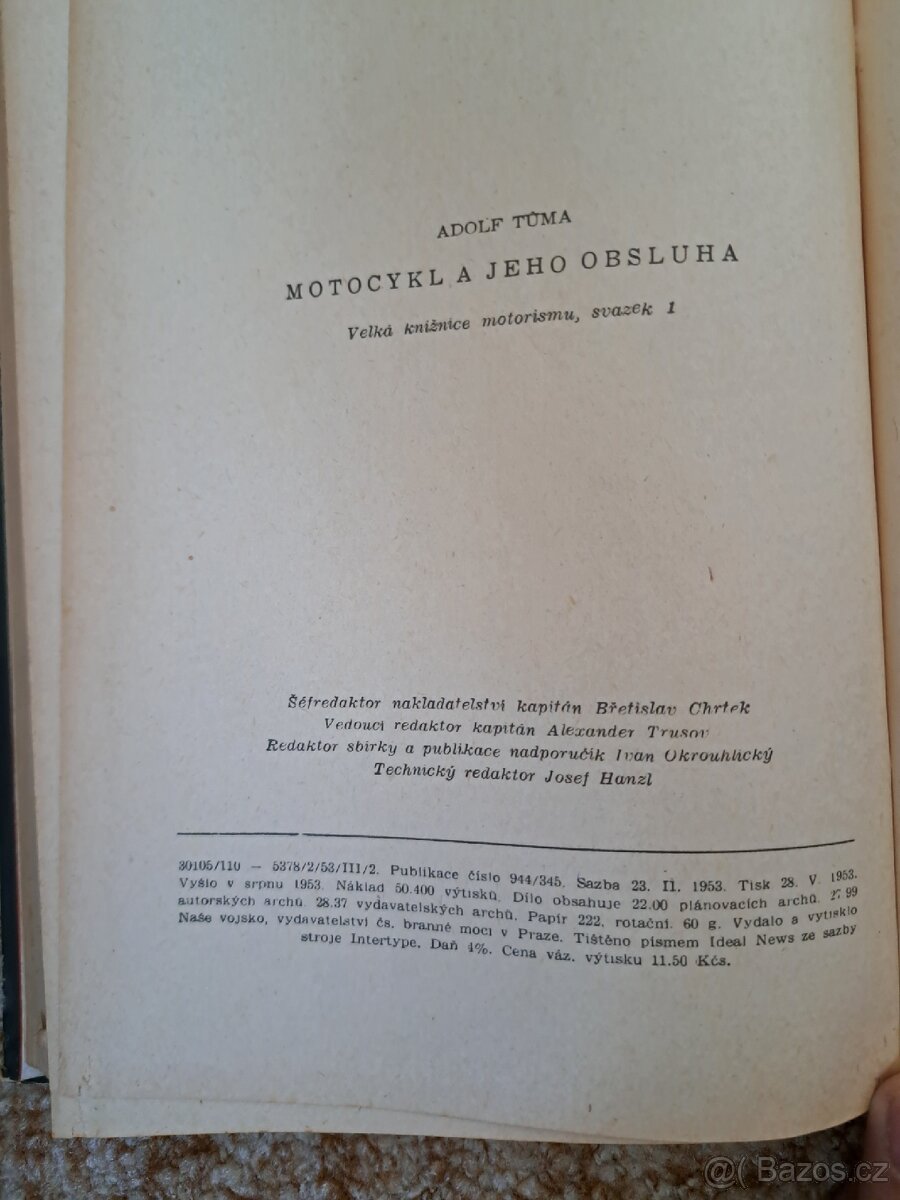 ADOLF TŮMA
MOTOCYKL A JEHO OBSLUHA
Velká knižnice motorismu, svazek 1
Šéfredaktor nakladatelství kapitán Břetislav Chrtek
Vedoucí redaktor kapitán Alexander Trusov
Redaktor sbírky a publikace nadporučík Ivan Okrouhlický
Technický redaktor Josef Hanzl
30105/110 — 5378/2/53/III/2. Publikace číslo 944/345. Sazba 23. II. 1953. Tisk 28. V. 1953.
Vyšlo v srpnu 1953. Náklad 50.400 výtisků. Dílo obsahuje 22.00 plánovacích archů. 27.99
autorských archů. 28.37 vydavatelských archů. Papír 222, rotační. 60 g. Vydalo a vytisklo
Naše vojsko, vydavatelství čs. branné moci v Praze. Tištěno písmem Ideal News ze sazby
stroje Intertype. Daň 4%. Cena váz. výtisku 11.50 Kčs.
@( Bazos.cz